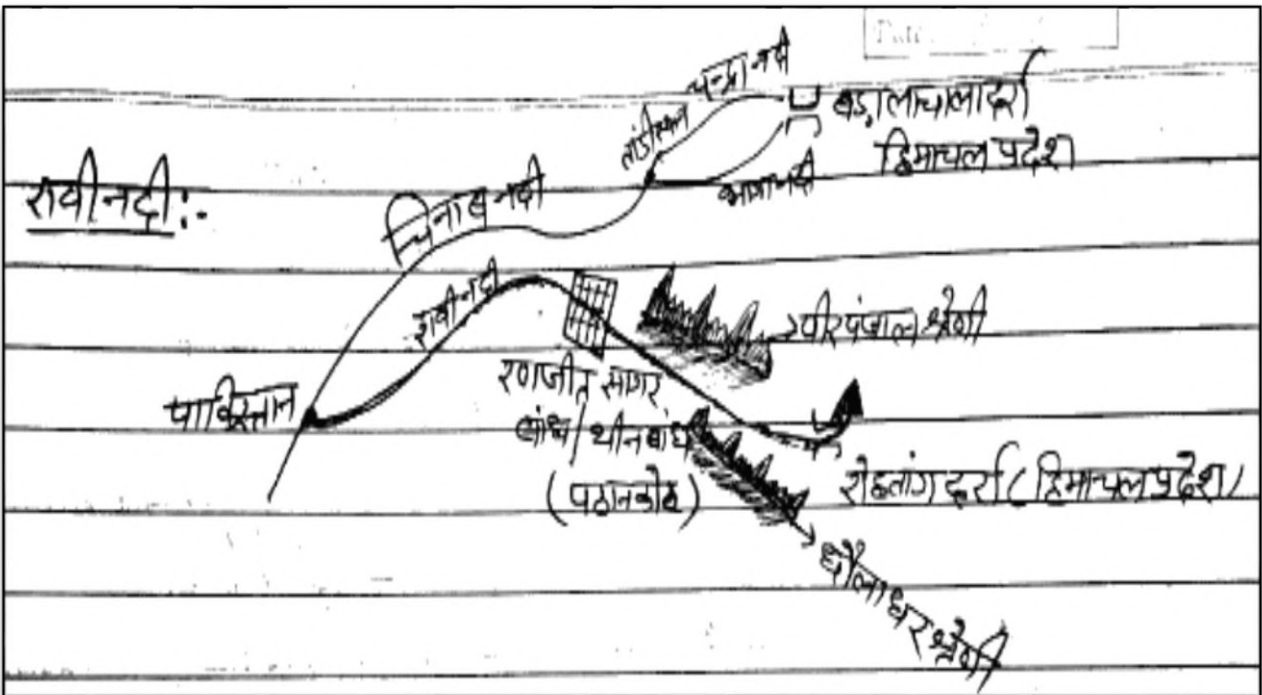 चन्द्रा नदी
बड़ालाचालादर्रा
हिमाचल प्रदेश
तांडीस्थान
भागा नदी
रावी नदी:-
चिनाब नदी
रावी नदी
पीरपंजाल श्रेणी
रणजीत सागर
बांध/थीन बांध
(पठानकोट)
पाकिस्तान
रोहतांग दर्रा (हिमाचल प्रदेश)
धौलाधर श्रेणी